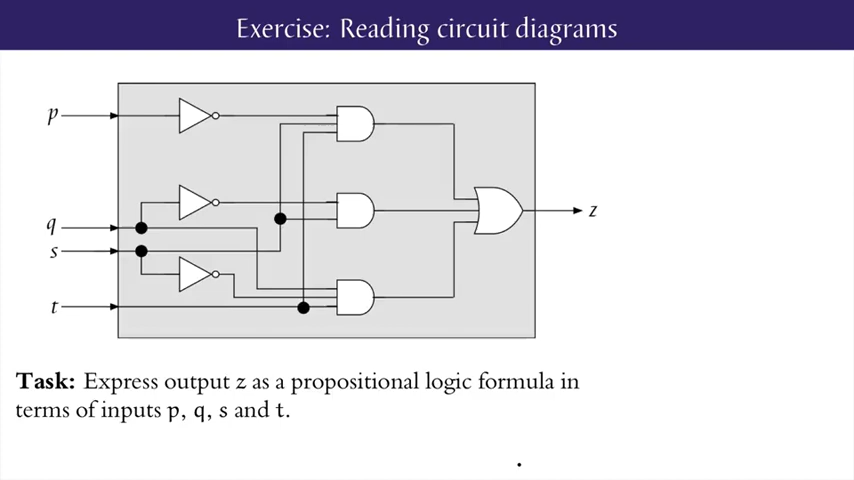 Exercise: Reading circuit diagrams
p
q
s
t
z
Task: Express output z as a propositional logic formula in
terms of inputs p, q, s and t.